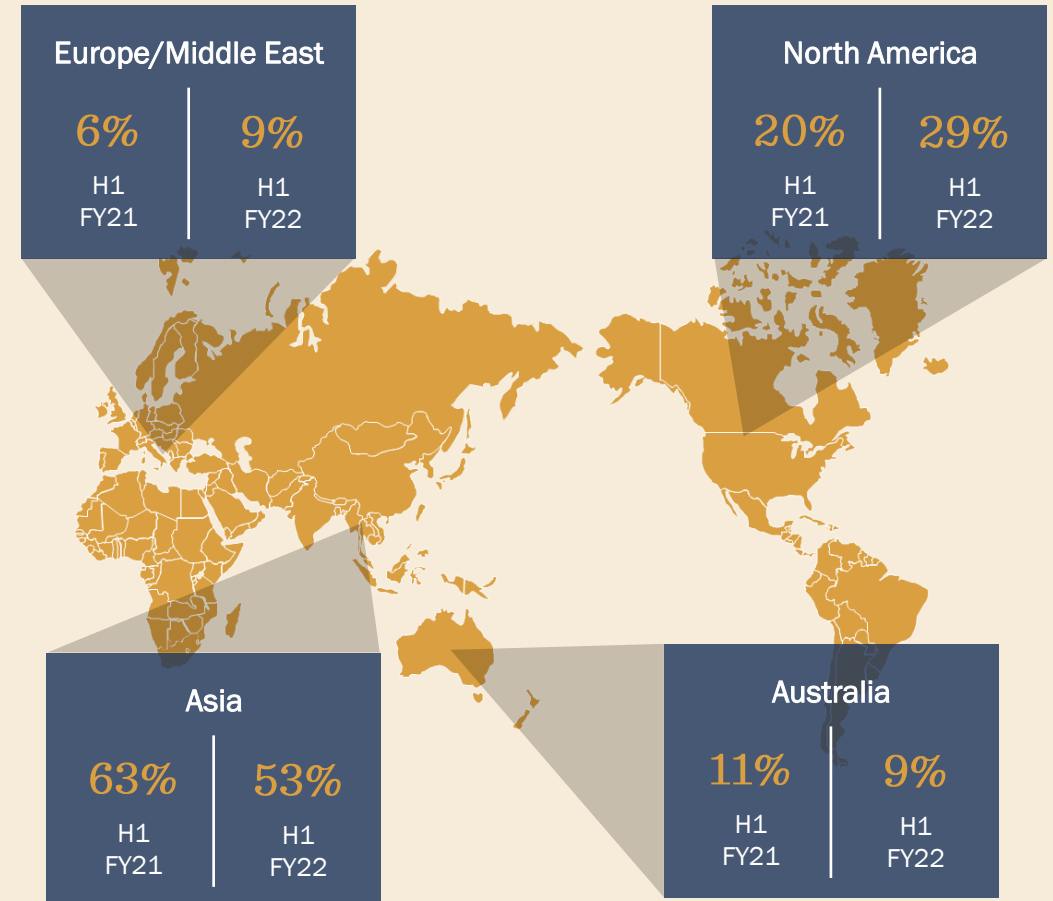 Europe/Middle East
6%
H1
FY21
9%
H1
FY22
North America
20%
H1
FY21
29%
H1
FY22
Asia
63%
H1
FY21
53%
H1
FY22
Australia
11%
H1
FY21
9%
H1
FY22